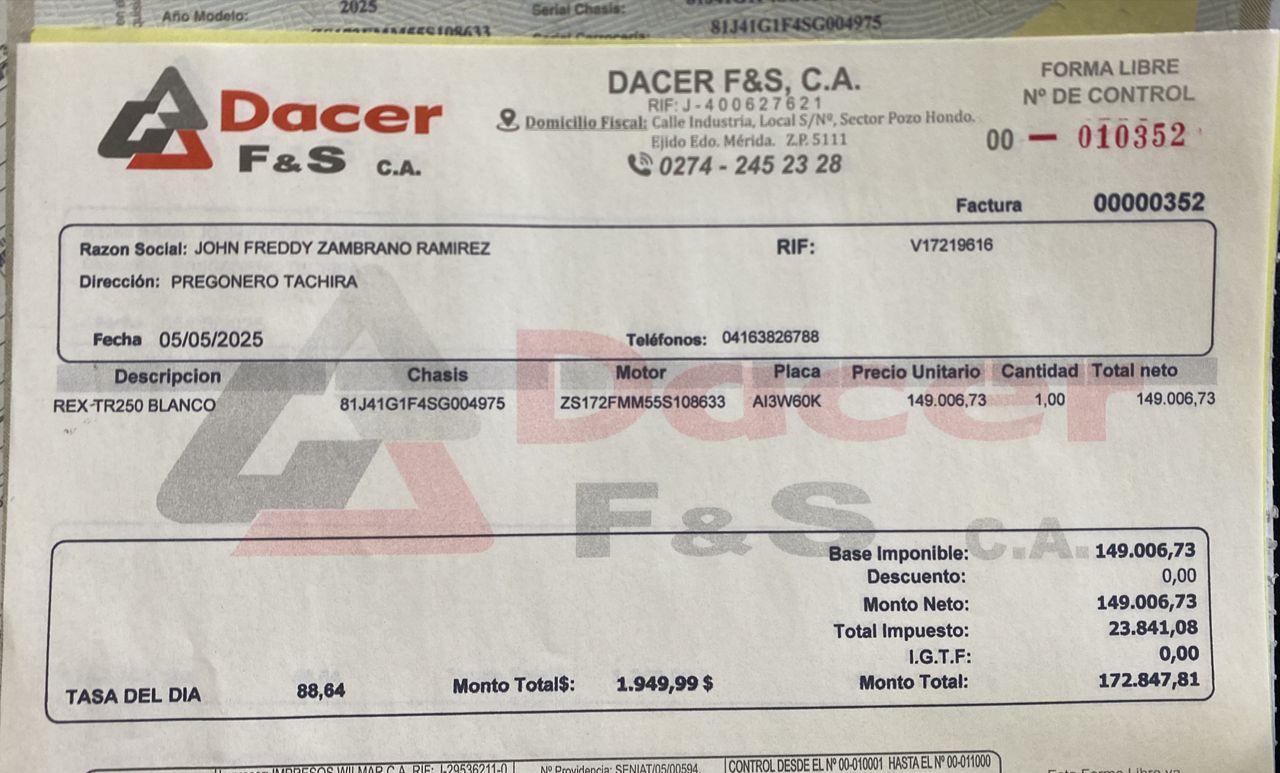 Año Modelo: 2025 Serial Chasis:
81J41G1F4SG004975
Dacer
F&S C.A.
DACER F&S, C.A.
RIF: J-400627621
Domicilio Fiscal: Calle Industria, Local S/Nº, Sector Pozo Hondo.
Ejido Edo. Mérida. Z.P. 5111
0274 - 245 23 28
FORMA LIBRE
Nº DE CONTROL
00 — 010352
Factura 00000352
Razon Social: JOHN FREDDY ZAMBRANO RAMIREZ RIF: V17219616
Dirección: PREGONERO TACHIRA
Fecha 05/05/2025 Teléfonos: 04163826788
Descripcion Chasis Motor Placa Precio Unitario Cantidad Total neto
REX-TR250 BLANCO 81J41G1F4SG004975 ZS172FMM55S108633 AI3W60K 149.006,73 1,00 149.006,73
Dacer
F&S C.A.
Base Imponible: 149.006,73
Descuento: 0,00
Monto Neto: 149.006,73
Total Impuesto: 23.841,08
I.G.T.F: 0,00
TASA DEL DIA 88,64 Monto Total$: 1.949,99 $ Monto Total: 172.847,81
IMPRESOS WILMAR C.A. RIF: J-29536211-0 Nº Providencia: SENIAT/05/00594. CONTROL DESDE EL Nº 00-010001 HASTA EL Nº 00-011000